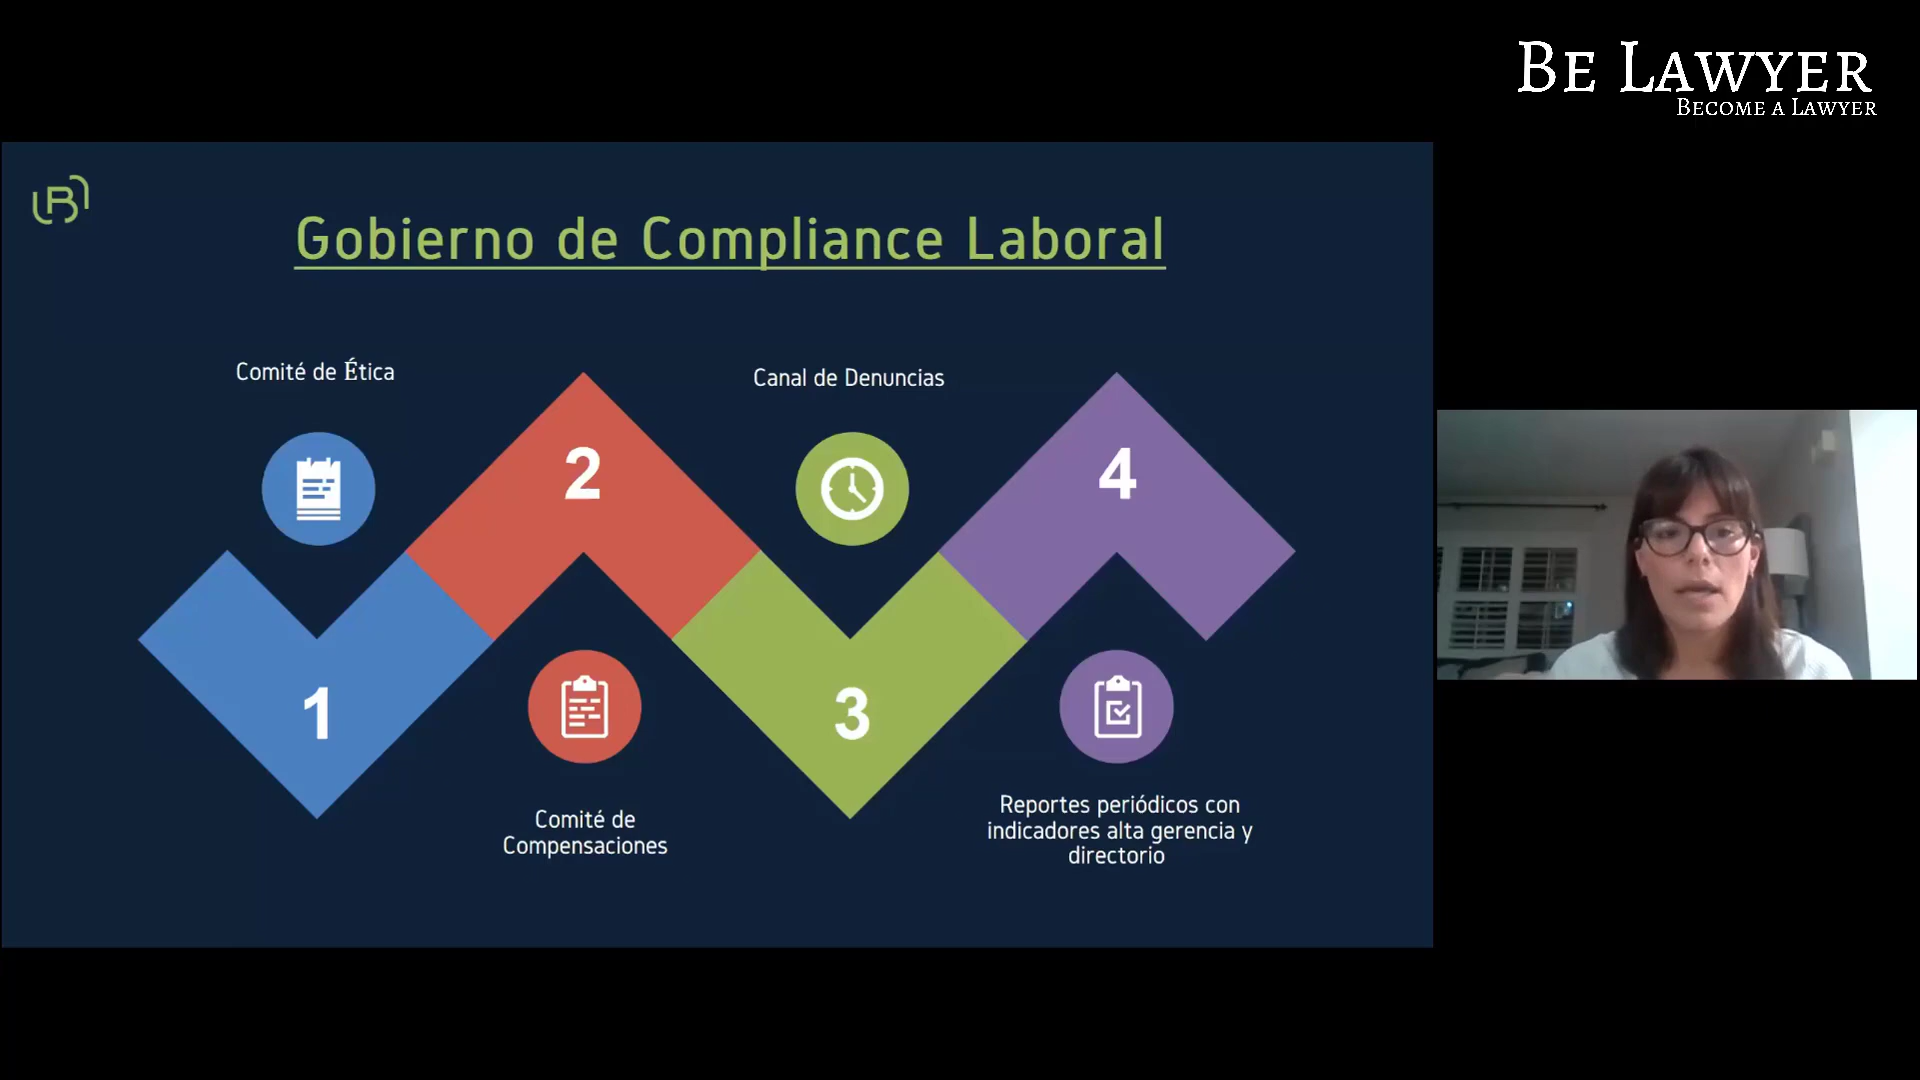 Be Lawyer
Become a Lawyer
Gobierno de Compliance Laboral
Comité de Ética
Canal de Denuncias
2
4
1
3
Comité de
Compensaciones
Reportes periódicos con
indicadores alta gerencia y
directorio